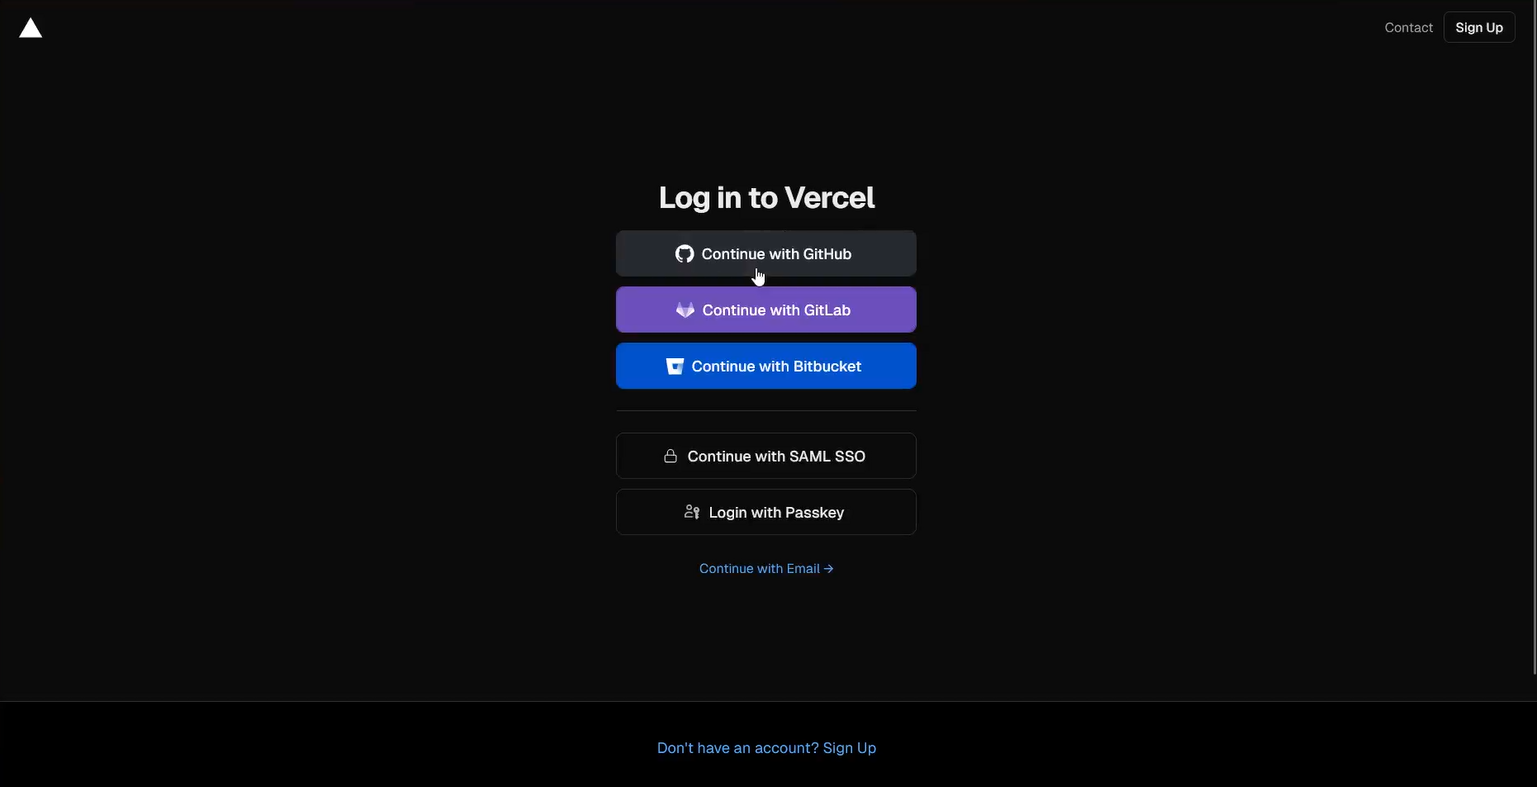 Contact
Sign Up
Log in to Vercel
Continue with GitHub
Continue with GitLab
Continue with Bitbucket
Continue with SAML SSO
Login with Passkey
Continue with Email →
Don't have an account? Sign Up